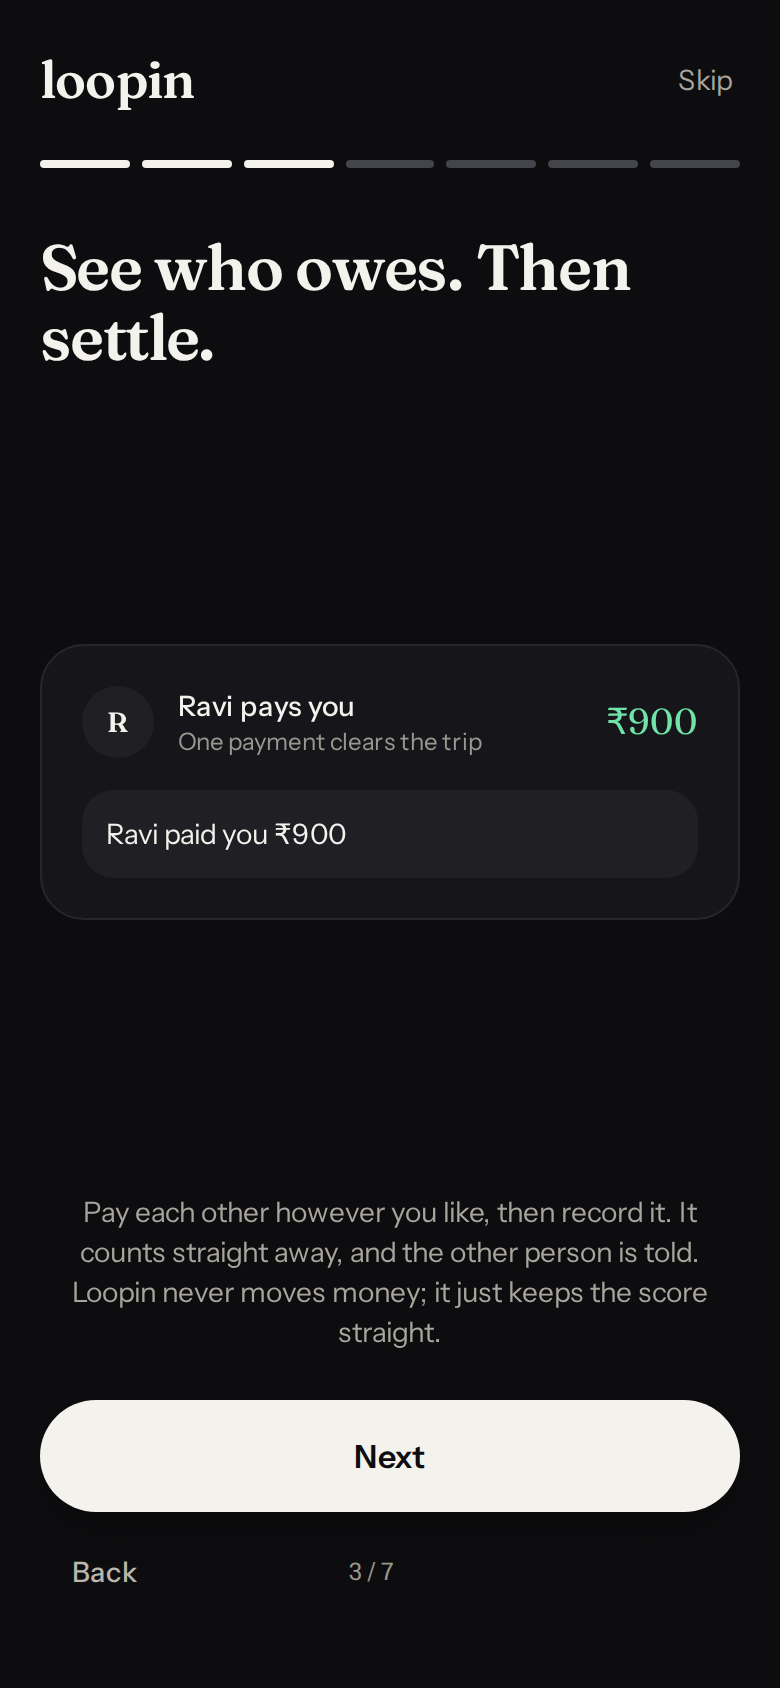 loopin
Skip
See who owes. Then
settle.
R
Ravi pays you
One payment clears the trip
₹900
Ravi paid you ₹900
Pay each other however you like, then record it. It
counts straight away, and the other person is told.
Loopin never moves money; it just keeps the score
straight.
Next
Back
3 / 7